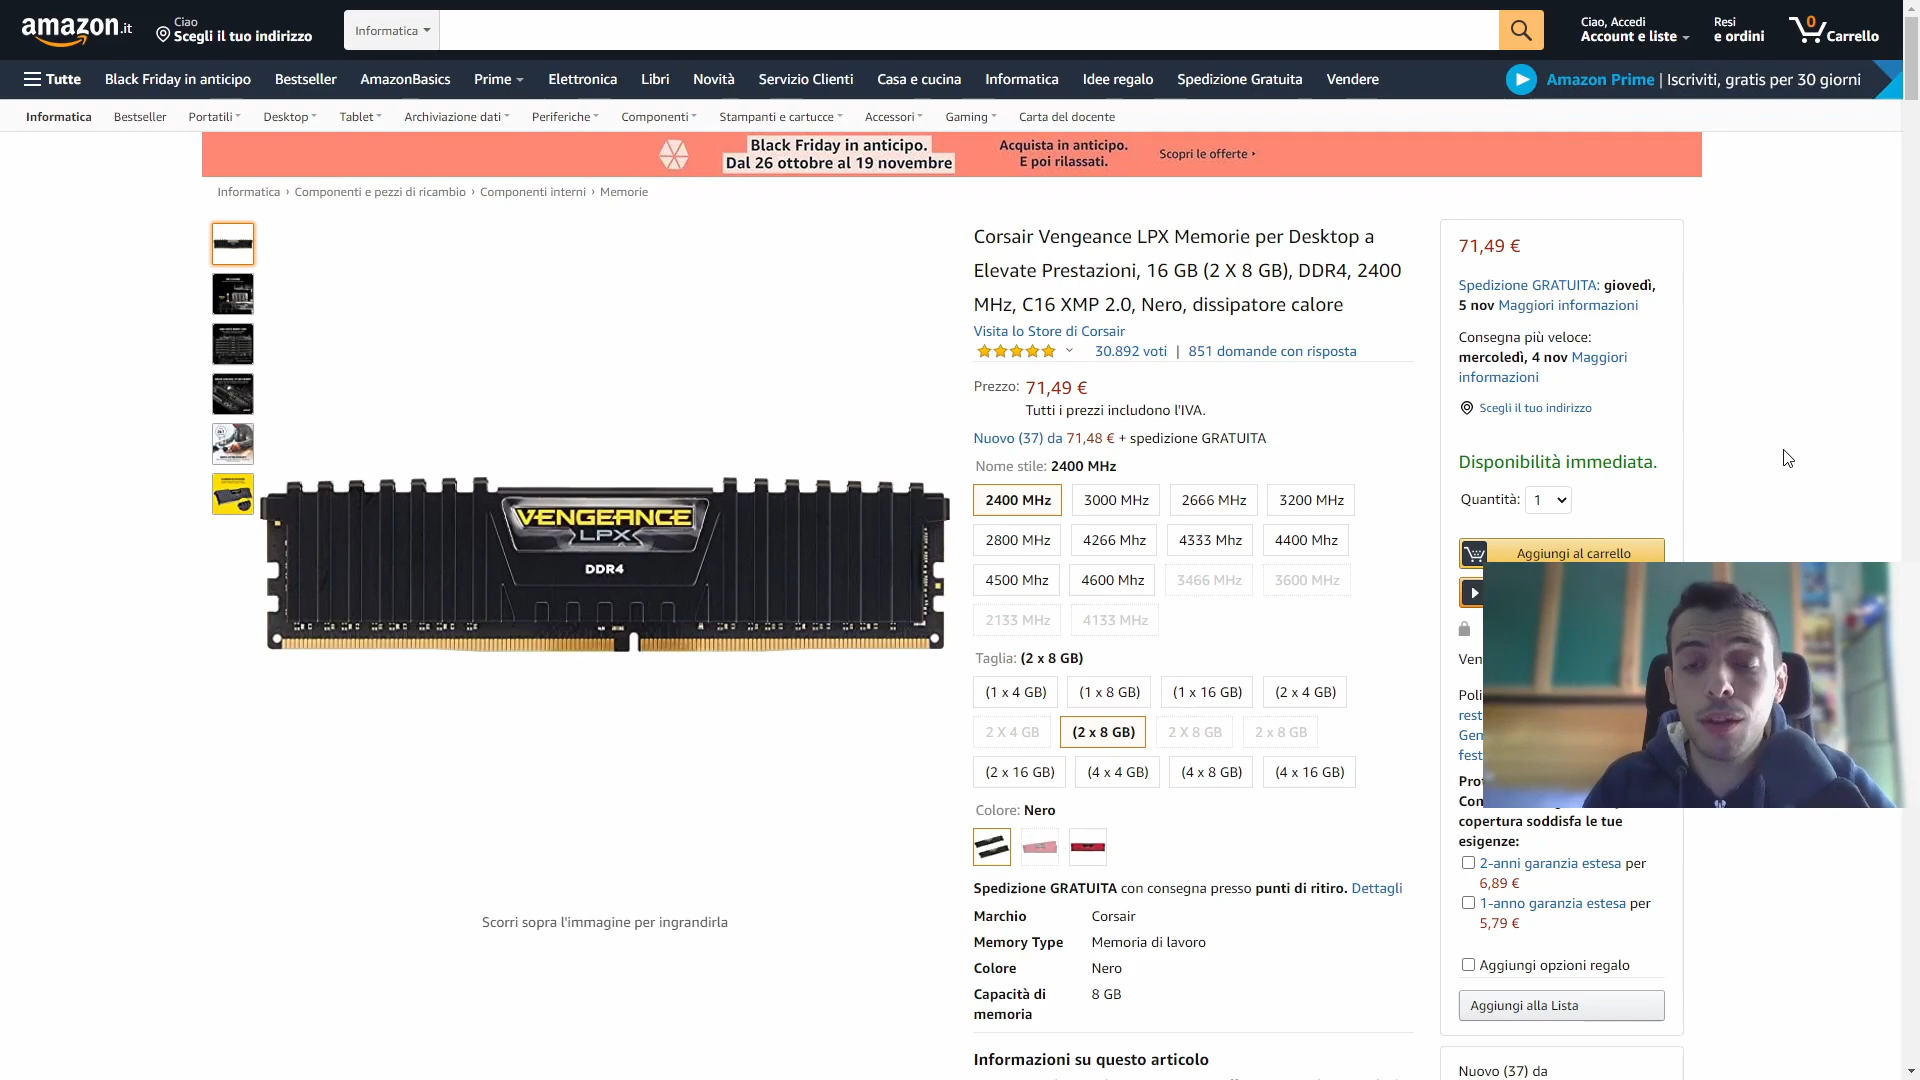 amazon.it
Ciao
Scegli il tuo indirizzo
Informatica
Ciao, Accedi
Account e liste
Resi
e ordini
0
Carrello
Tutte
Black Friday in anticipo
Bestseller
AmazonBasics
Prime
Elettronica
Libri
Novità
Servizio Clienti
Casa e cucina
Informatica
Idee regalo
Spedizione Gratuita
Vendere
Amazon Prime | Iscriviti, gratis per 30 giorni
Informatica
Bestseller
Portatili
Desktop
Tablet
Archiviazione dati
Periferiche
Componenti
Stampanti e cartucce
Accessori
Gaming
Carta del docente
Black Friday in anticipo.
Dal 26 ottobre al 19 novembre
Acquista in anticipo.
E poi rilassati.
Scopri le offerte ›
Informatica › Componenti e pezzi di ricambio › Componenti interni › Memorie
VENGEANCE
LPX
DDR4
Scorri sopra l'immagine per ingrandirla
Corsair Vengeance LPX Memorie per Desktop a
Elevate Prestazioni, 16 GB (2 X 8 GB), DDR4, 2400
MHz, C16 XMP 2.0, Nero, dissipatore calore
Visita lo Store di Corsair
30.892 voti | 851 domande con risposta
Prezzo: 71,49 €
Tutti i prezzi includono l'IVA.
Nuovo (37) da 71,48 € + spedizione GRATUITA
Nome stile: 2400 MHz
2400 MHz
3000 MHz
2666 MHz
3200 MHz
2800 MHz
4266 Mhz
4333 Mhz
4400 Mhz
4500 Mhz
4600 Mhz
3466 MHz
3600 MHz
2133 MHz
4133 MHz
Taglia: (2 x 8 GB)
(1 x 4 GB)
(1 x 8 GB)
(1 x 16 GB)
(2 x 4 GB)
2 X 4 GB
(2 x 8 GB)
2 X 8 GB
2 x 8 GB
(2 x 16 GB)
(4 x 4 GB)
(4 x 8 GB)
(4 x 16 GB)
Colore: Nero
Spedizione GRATUITA con consegna presso punti di ritiro. Dettagli
Marchio Corsair
Memory Type Memoria di lavoro
Colore Nero
Capacità di 8 GB
memoria
Informazioni su questo articolo
71,49 €
Spedizione GRATUITA: giovedì,
5 nov Maggiori informazioni
Consegna più veloce:
mercoledì, 4 nov Maggiori
informazioni
Scegli il tuo indirizzo
Disponibilità immediata.
Quantità: 1
Aggiungi al carrello
Ven
Poli
rest
Gen
fest
Prot
Con
copertura soddisfa le tue
esigenze:
2-anni garanzia estesa per
6,89 €
1-anno garanzia estesa per
5,79 €
Aggiungi opzioni regalo
Aggiungi alla Lista
Nuovo (37) da